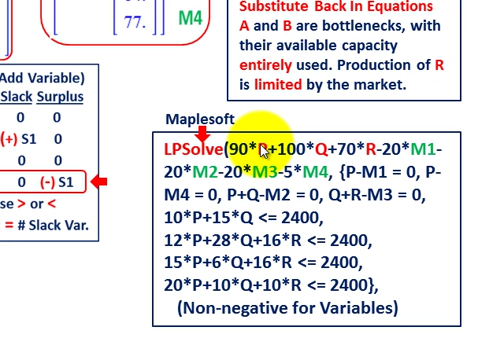 77.
M4
Substitute Back In Equations
A and B are bottlenecks, with
their available capacity
entirely used. Production of R
is limited by the market.
Add Variable)
Slack Surplus
0 0
(+) S1 0
0 0
0 (-) S1
se > or <
= # Slack Var.
Maplesoft
LPSolve(90*P+100*Q+70*R-20*M1-
20*M2-20*M3-5*M4, {P-M1 = 0, P-
M4 = 0, P+Q-M2 = 0, Q+R-M3 = 0,
10*P+15*Q <= 2400,
12*P+28*Q+16*R <= 2400,
15*P+6*Q+16*R <= 2400,
20*P+10*Q+10*R <= 2400},
(Non-negative for Variables)